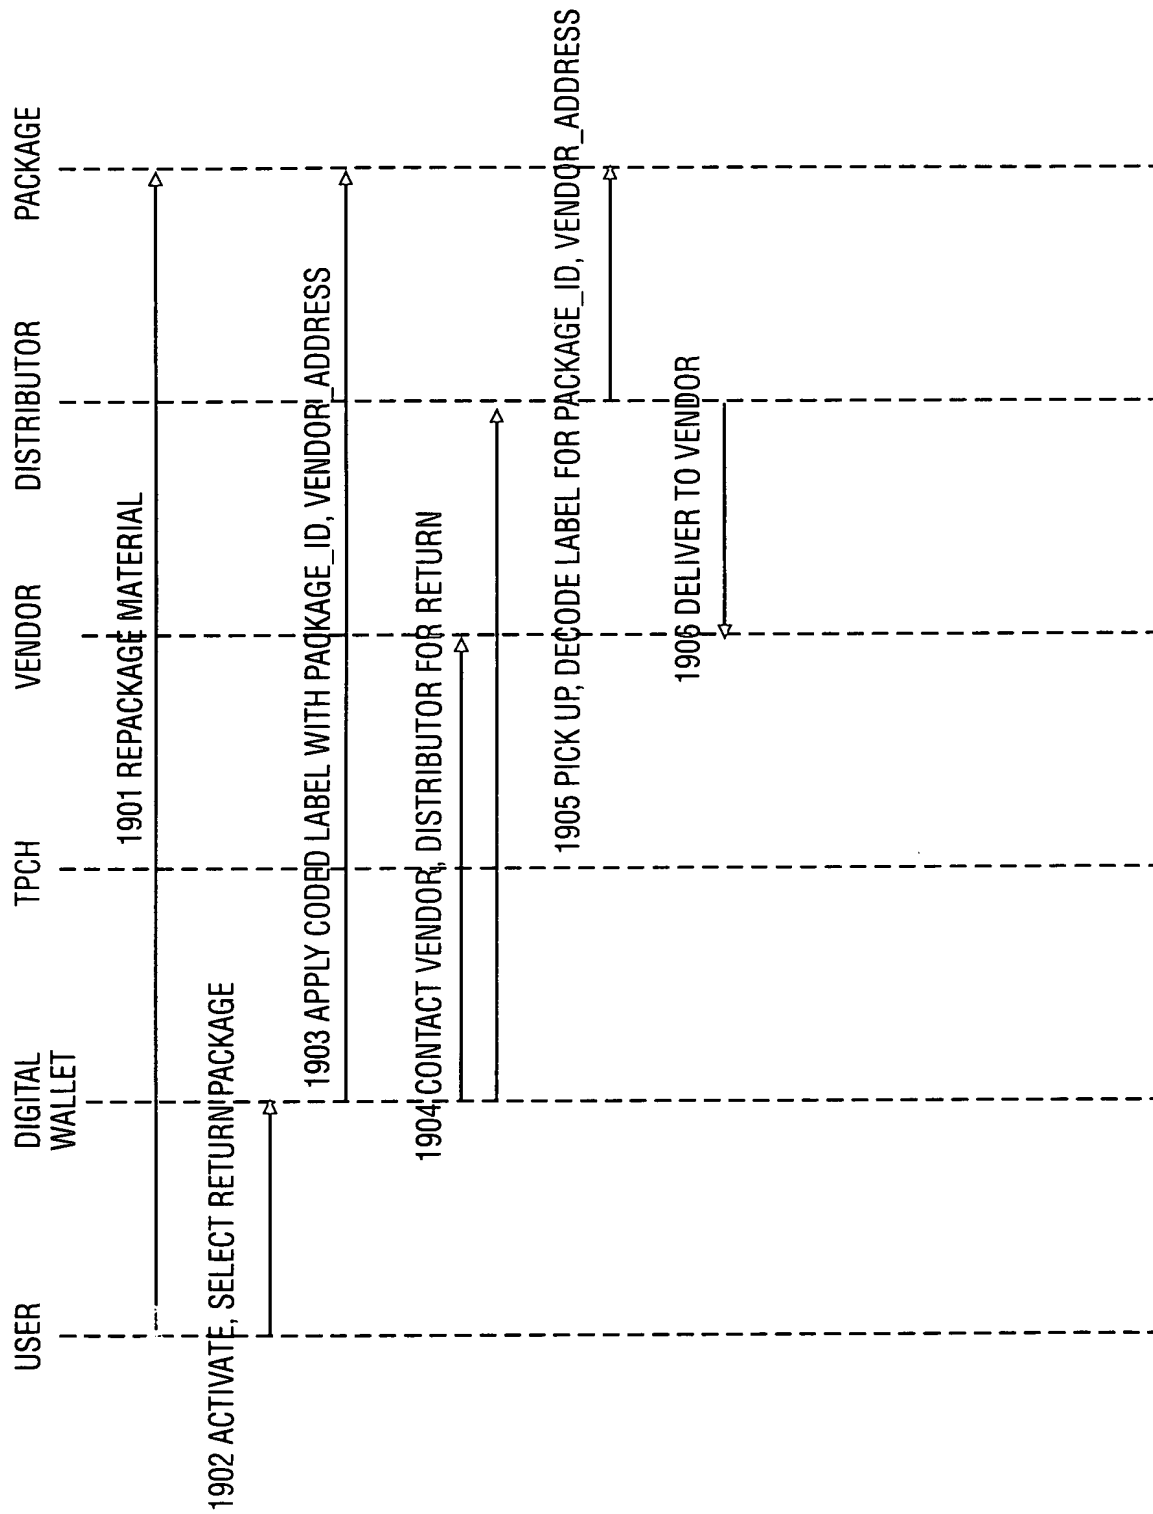 USER
DIGITAL
WALLET
TPCH
VENDOR
DISTRIBUTOR
PACKAGE
1901 REPACKAGE MATERIAL
1902 ACTIVATE, SELECT RETURN PACKAGE
1903 APPLY CODED LABEL WITH PACKAGE_ID, VENDOR_ADDRESS
1904 CONTACT VENDOR, DISTRIBUTOR FOR RETURN
1905 PICK UP, DECODE LABEL FOR PACKAGE_ID, VENDOR_ADDRESS
1906 DELIVER TO VENDOR